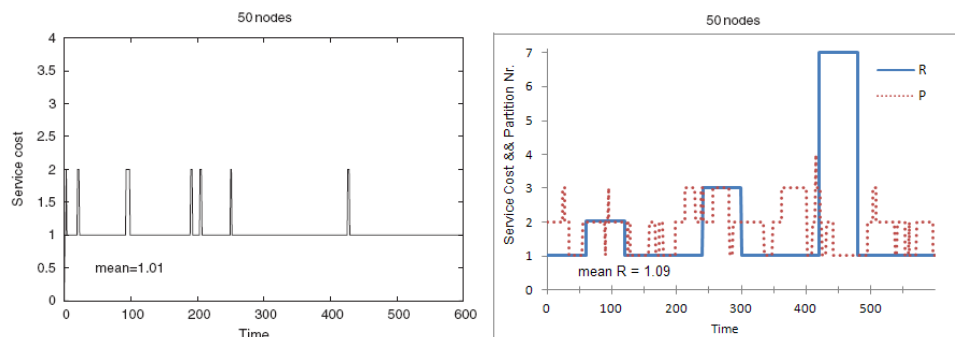 50 nodes
4
3.5
3
2.5
2
1.5
1
0.5
0
Service cost
mean=1.01
0 100 200 300 400 500 600
Time
50 nodes
7
6
5
4
3
2
1
0
Service Cost && Partition Nr.
R
P
mean R = 1.09
0 100 200 300 400 500
Time